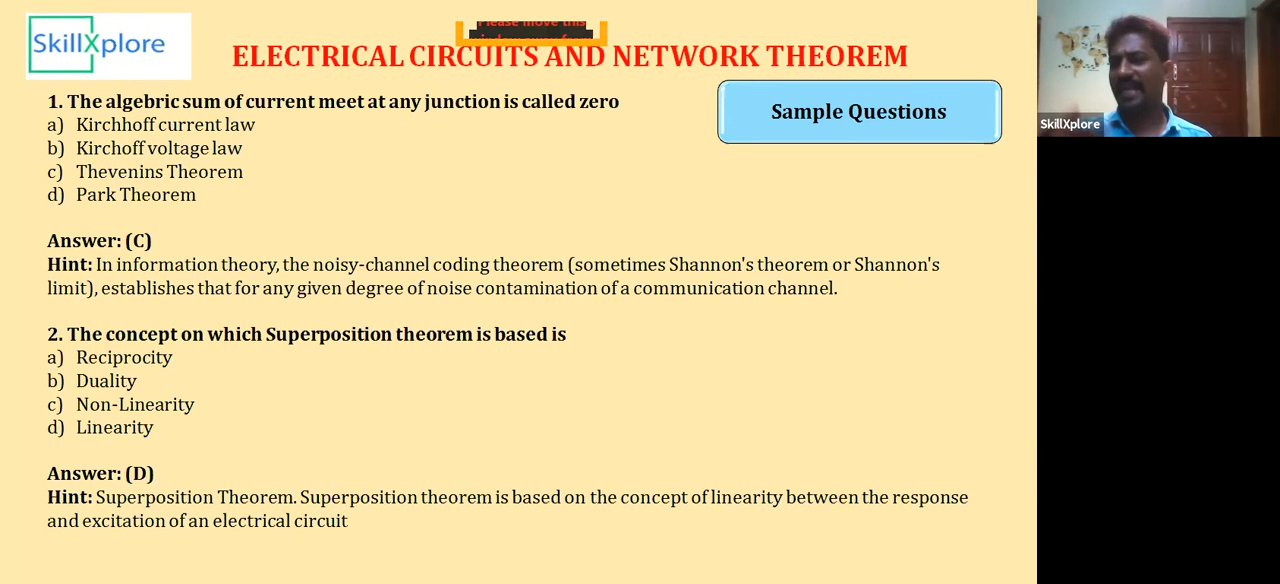 SkillXplore
Please move this
ELECTRICAL CIRCUITS AND NETWORK THEOREM
Sample Questions
SkillXplore
1. The algebric sum of current meet at any junction is called zero
a) Kirchhoff current law
b) Kirchoff voltage law
c) Thevenins Theorem
d) Park Theorem
Answer: (C)
Hint: In information theory, the noisy-channel coding theorem (sometimes Shannon's theorem or Shannon's
limit), establishes that for any given degree of noise contamination of a communication channel.
2. The concept on which Superposition theorem is based is
a) Reciprocity
b) Duality
c) Non-Linearity
d) Linearity
Answer: (D)
Hint: Superposition Theorem. Superposition theorem is based on the concept of linearity between the response
and excitation of an electrical circuit